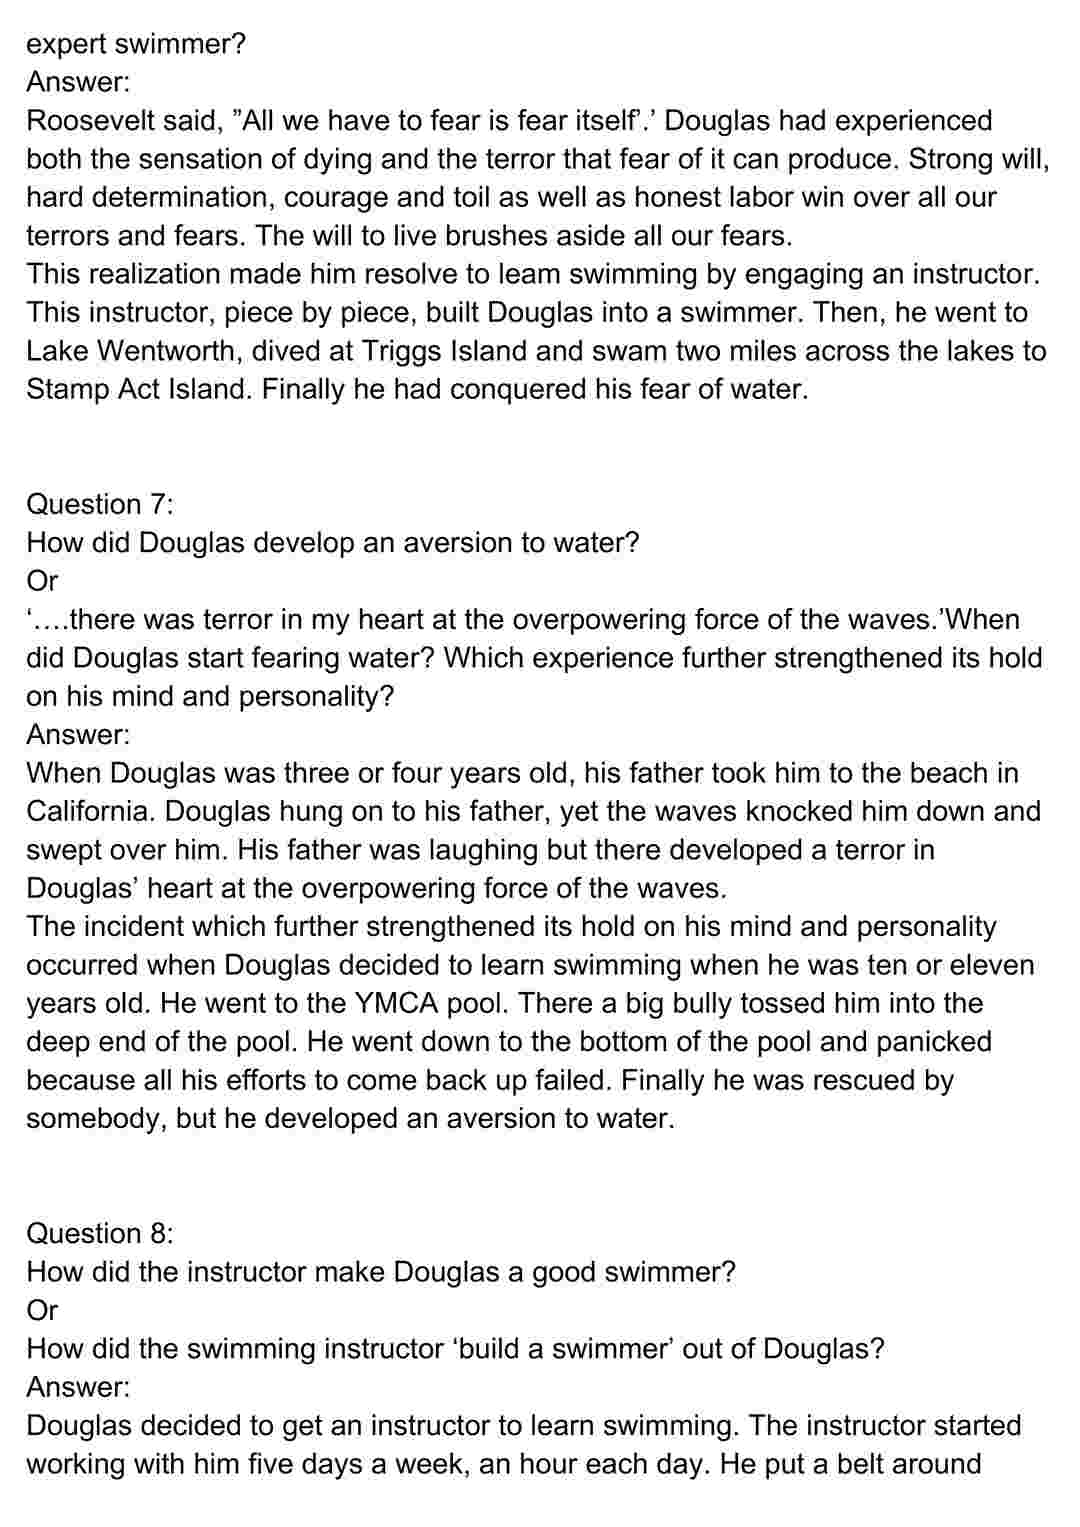 expert swimmer?
Answer:
Roosevelt said, ”All we have to fear is fear itself’.’ Douglas had experienced
both the sensation of dying and the terror that fear of it can produce. Strong will,
hard determination, courage and toil as well as honest labor win over all our
terrors and fears. The will to live brushes aside all our fears.
This realization made him resolve to leam swimming by engaging an instructor.
This instructor, piece by piece, built Douglas into a swimmer. Then, he went to
Lake Wentworth, dived at Triggs Island and swam two miles across the lakes to
Stamp Act Island. Finally he had conquered his fear of water.
Question 7:
How did Douglas develop an aversion to water?
Or
‘….there was terror in my heart at the overpowering force of the waves.’When
did Douglas start fearing water? Which experience further strengthened its hold
on his mind and personality?
Answer:
When Douglas was three or four years old, his father took him to the beach in
California. Douglas hung on to his father, yet the waves knocked him down and
swept over him. His father was laughing but there developed a terror in
Douglas’ heart at the overpowering force of the waves.
The incident which further strengthened its hold on his mind and personality
occurred when Douglas decided to learn swimming when he was ten or eleven
years old. He went to the YMCA pool. There a big bully tossed him into the
deep end of the pool. He went down to the bottom of the pool and panicked
because all his efforts to come back up failed. Finally he was rescued by
somebody, but he developed an aversion to water.
Question 8:
How did the instructor make Douglas a good swimmer?
Or
How did the swimming instructor ‘build a swimmer’ out of Douglas?
Answer:
Douglas decided to get an instructor to learn swimming. The instructor started
working with him five days a week, an hour each day. He put a belt around